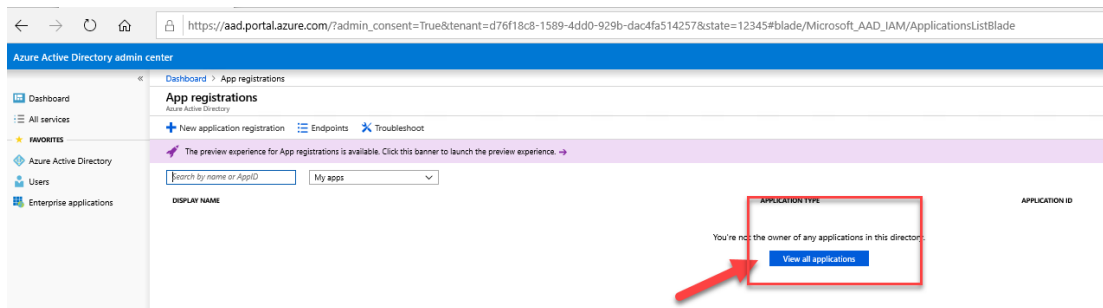 https://aad.portal.azure.com/?admin_consent=True&tenant=d76f18c8-1589-4dd0-929b-dac4fa514257&state=12345#blade/Microsoft_AAD_IAM/ApplicationsListBlade
Azure Active Directory admin center
«
Dashboard > App registrations
Dashboard
All services
FAVORITES
Azure Active Directory
Users
Enterprise applications
App registrations
Azure Active Directory
New application registration Endpoints Troubleshoot
The preview experience for App registrations is available. Click this banner to launch the preview experience. →
Search by name or AppID My apps
DISPLAY NAME APPLICATION TYPE APPLICATION ID
You're not the owner of any applications in this directory.
View all applications